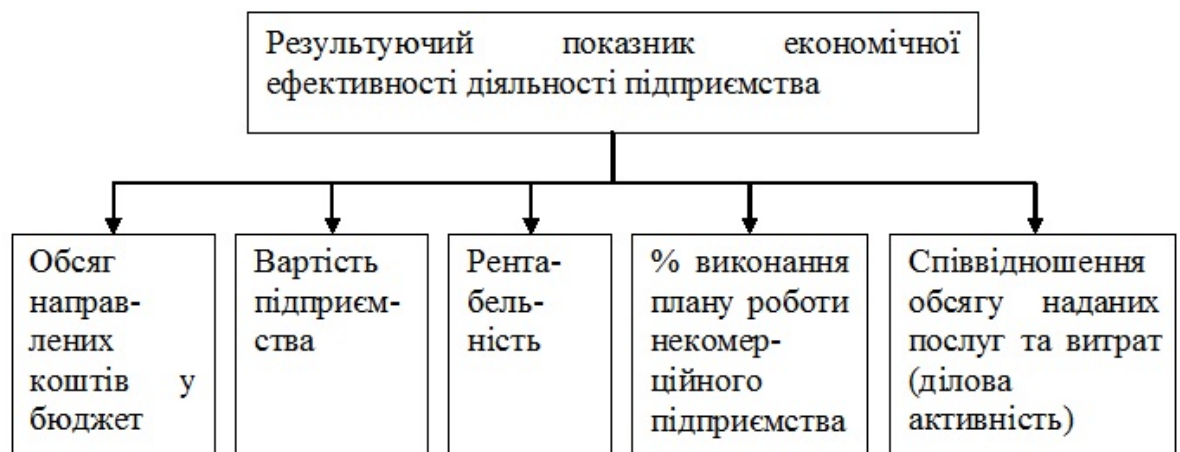 Результуючий показник економічної
ефективності діяльності підприємства
Обсяг
направ-
лених
коштів у
бюджет
Вартість
підприєм-
ства
Рента-
бель-
ність
% виконання
плану роботи
некомер-
ційного
підприємства
Співвідношення
обсягу наданих
послуг та витрат
(ділова
активність)